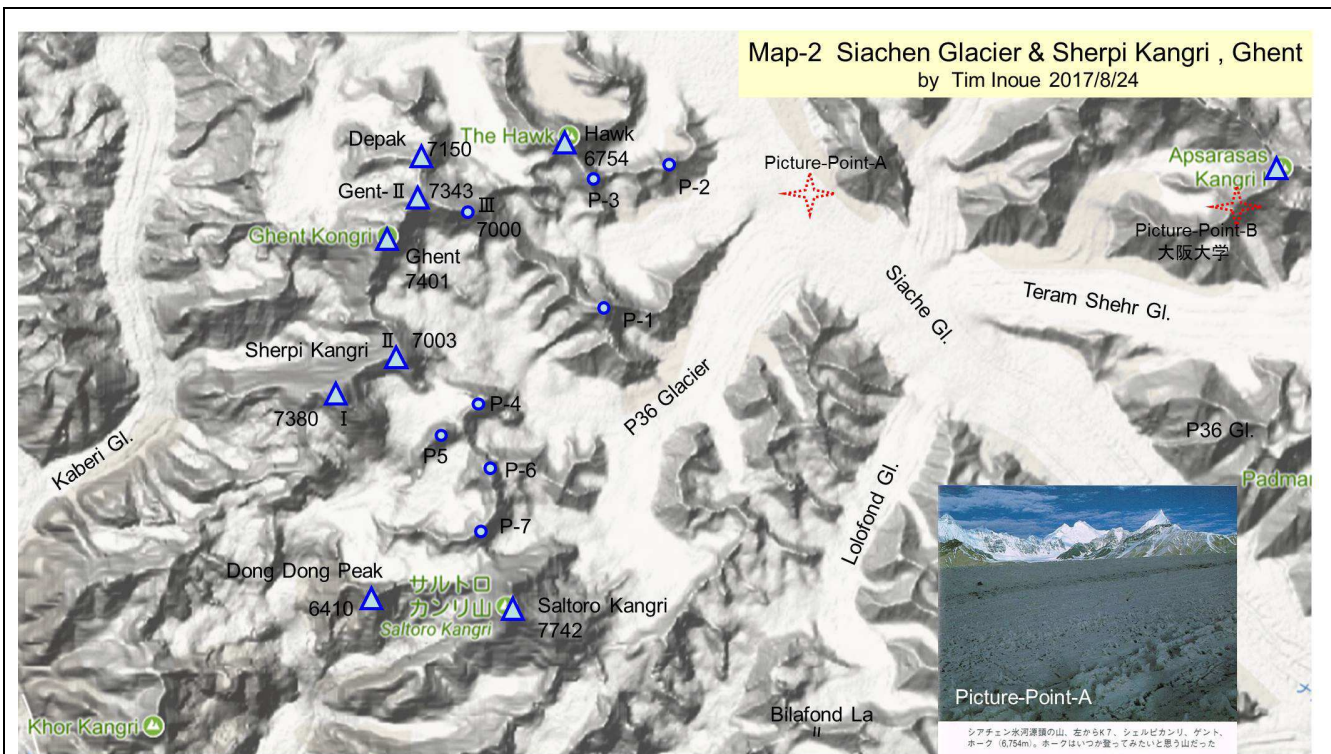 Map-2 Siachen Glacier & Sherpi Kangri , Ghent
by Tim Inoue 2017/8/24
Depak
7150
The Hawk
Hawk
6754
Picture-Point-A
Apsarasas
Kangri I
P-2
P-3
Gent-Ⅱ
7343
Ⅲ
7000
Picture-Point-B
大阪大学
Ghent Kongri
Ghent
7401
Siache Gl.
Teram Shehr Gl.
P-1
Sherpi Kangri
Ⅱ 7003
7380 Ⅰ
P-4
P36 Glacier
P5
P36 Gl.
Kaberi Gl.
P-6
Padmar
Lolofond Gl.
P-7
Dong Dong Peak
6410
サルトロ
カンリ山
Saltoro Kangri
Saltoro Kangri
7742
Picture-Point-A
Bilafond La
"
Khor Kangri
シアチェン氷河源頭の山、左からK7、シェルピカンリ、ゲント、
ホーク（6,754m）。ホークはいつか登ってみたいと思う山だった